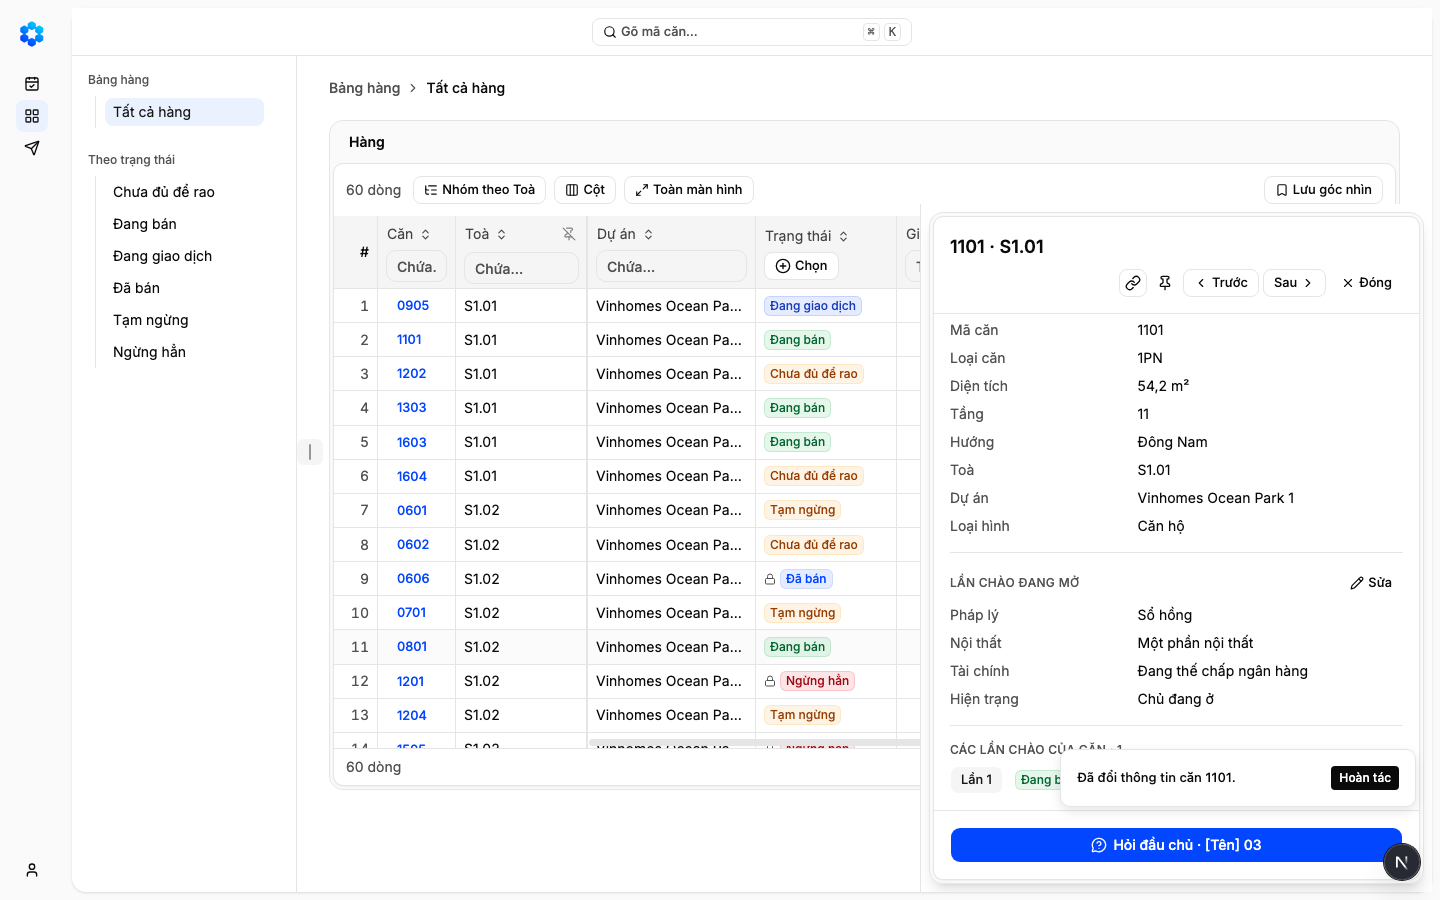 Gõ mã căn...
⌘ K
Bảng hàng
Tất cả hàng
Theo trạng thái
Chưa đủ để rao
Đang bán
Đang giao dịch
Đã bán
Tạm ngừng
Ngừng hẳn
Bảng hàng > Tất cả hàng
Hàng
60 dòng Nhóm theo Toà Cột Toàn màn hình Lưu góc nhìn
# Căn Toà Dự án Trạng thái
Chứa. Chứa... Chứa... Chọn
1 0905 S1.01 Vinhomes Ocean Pa... Đang giao dịch
2 1101 S1.01 Vinhomes Ocean Pa... Đang bán
3 1202 S1.01 Vinhomes Ocean Pa... Chưa đủ để rao
4 1303 S1.01 Vinhomes Ocean Pa... Đang bán
5 1603 S1.01 Vinhomes Ocean Pa... Đang bán
6 1604 S1.01 Vinhomes Ocean Pa... Chưa đủ để rao
7 0601 S1.02 Vinhomes Ocean Pa... Tạm ngừng
8 0602 S1.02 Vinhomes Ocean Pa... Chưa đủ để rao
9 0606 S1.02 Vinhomes Ocean Pa... Đã bán
10 0701 S1.02 Vinhomes Ocean Pa... Tạm ngừng
11 0801 S1.02 Vinhomes Ocean Pa... Đang bán
12 1201 S1.02 Vinhomes Ocean Pa... Ngừng hẳn
13 1204 S1.02 Vinhomes Ocean Pa... Tạm ngừng
60 dòng
1101 · S1.01
Trước Sau Đóng
Mã căn 1101
Loại căn 1PN
Diện tích 54,2 m²
Tầng 11
Hướng Đông Nam
Toà S1.01
Dự án Vinhomes Ocean Park 1
Loại hình Căn hộ
LẦN CHÀO ĐANG MỞ Sửa
Pháp lý Sổ hồng
Nội thất Một phần nội thất
Tài chính Đang thế chấp ngân hàng
Hiện trạng Chủ đang ở
CÁC LẦN CHÀO CỦA CĂN · 1
Lần 1 Đang
Đã đổi thông tin căn 1101. Hoàn tác
Hỏi đầu chủ · [Tên] 03
N